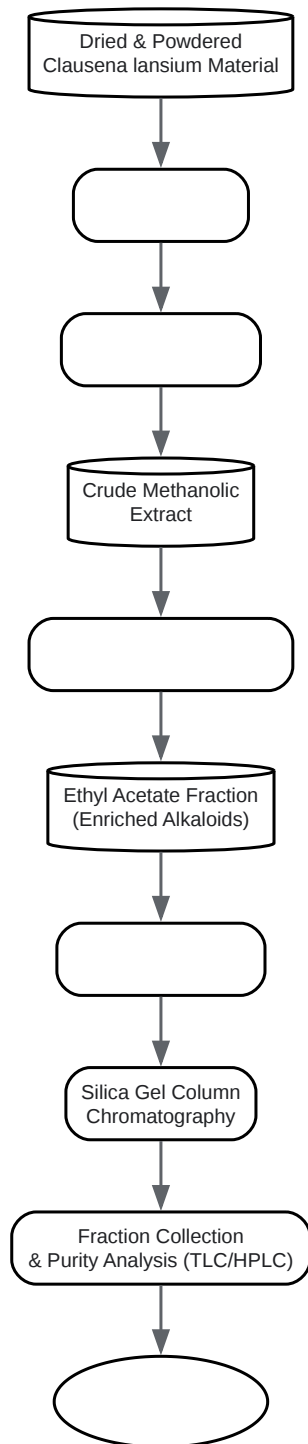 Dried & Powdered
Clausena lansium Material
Crude Methanolic
Extract
Ethyl Acetate Fraction
(Enriched Alkaloids)
Silica Gel Column
Chromatography
Fraction Collection
& Purity Analysis (TLC/HPLC)